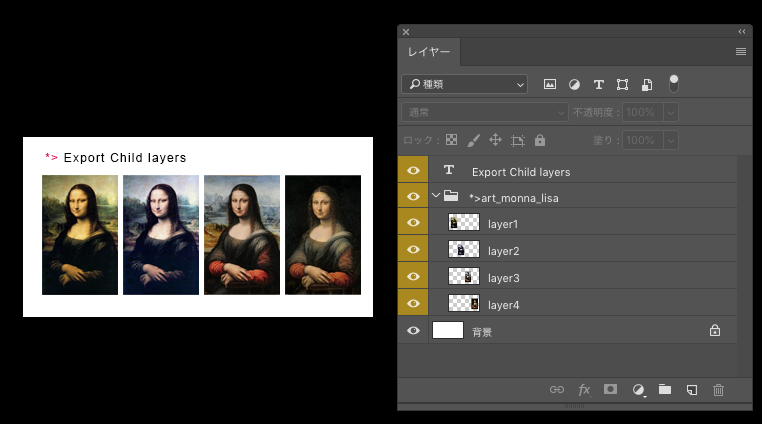 *> Export Child layers
レイヤー
種類
通常 不透明度: 100%
ロック: 塗り: 100%
T Export Child layers
*>art_monna_lisa
layer1
layer2
layer3
layer4
背景
fx